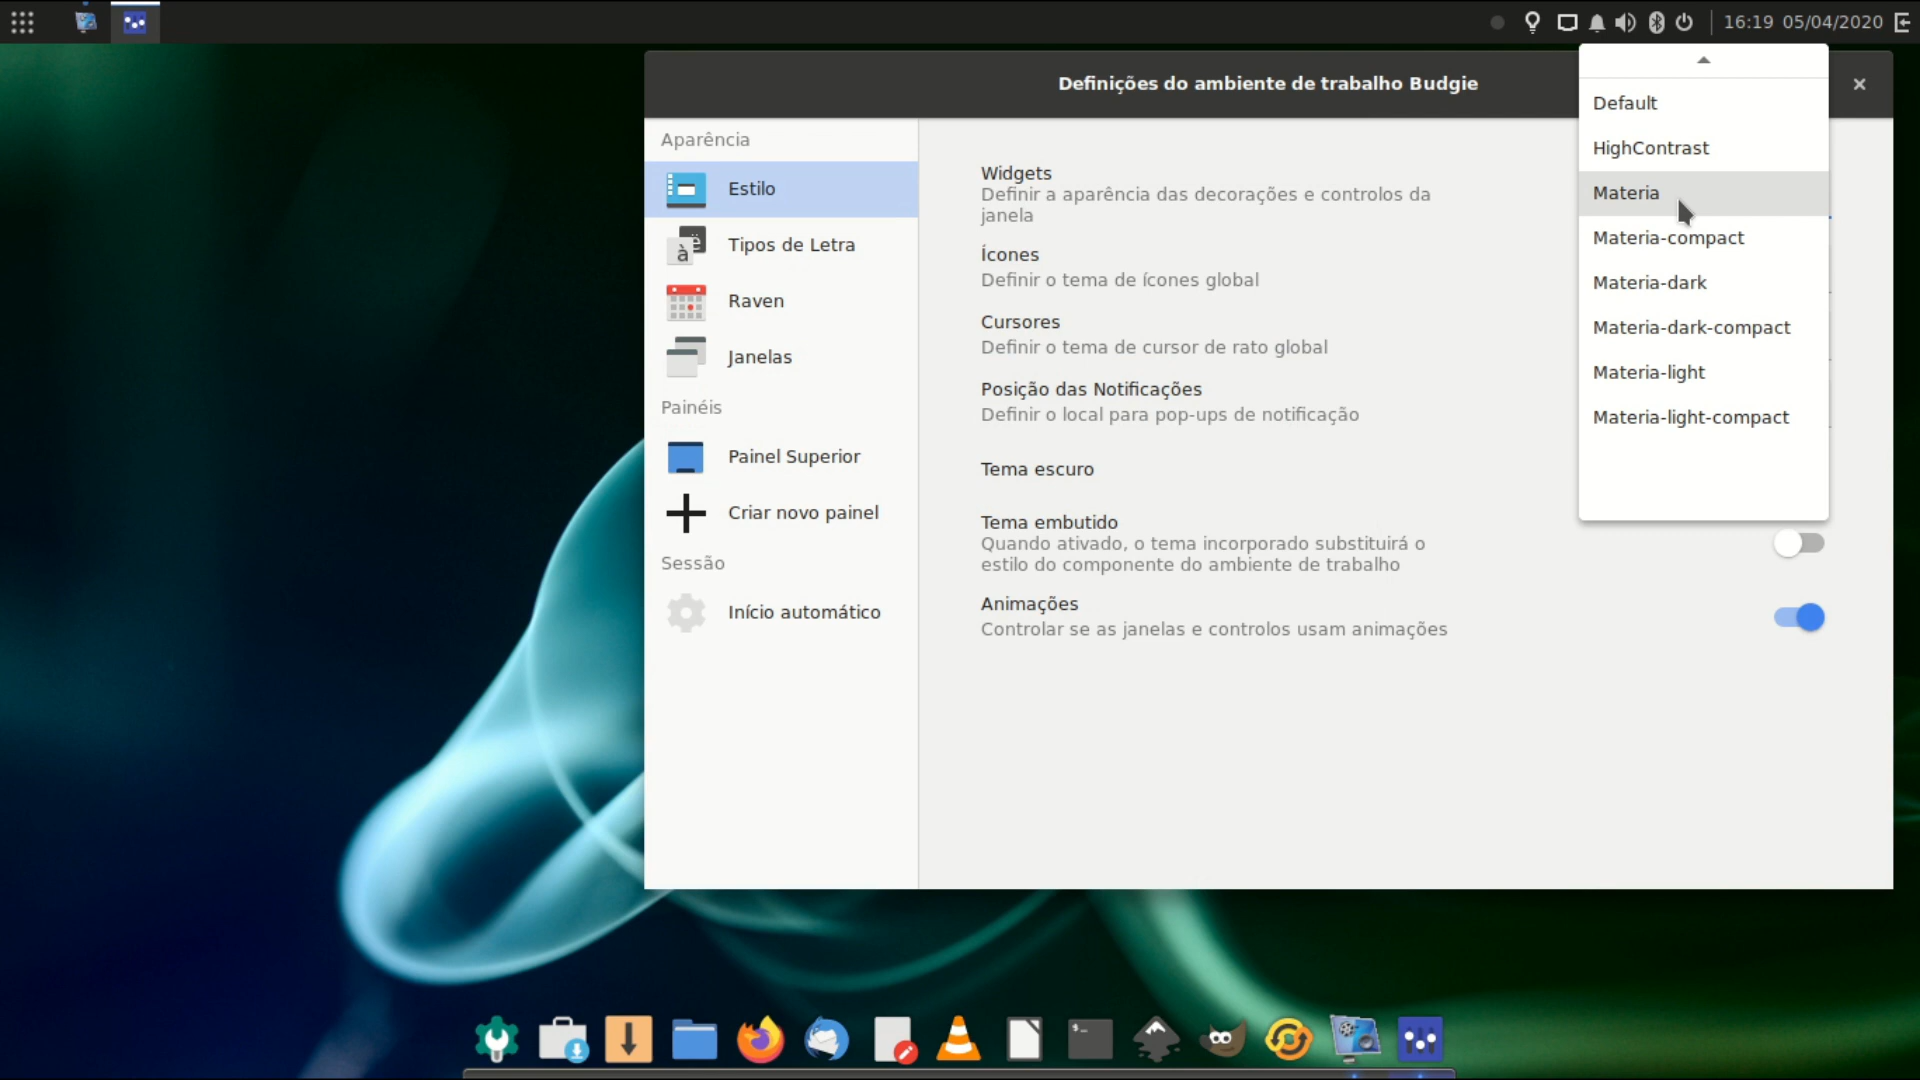 16:19 05/04/2020
Definições do ambiente de trabalho Budgie
Aparência
Estilo
Tipos de Letra
Raven
Janelas
Painéis
Painel Superior
Criar novo painel
Sessão
Início automático
Widgets
Definir a aparência das decorações e controlos da
janela
Ícones
Definir o tema de ícones global
Cursores
Definir o tema de cursor de rato global
Posição das Notificações
Definir o local para pop-ups de notificação
Tema escuro
Tema embutido
Quando ativado, o tema incorporado substituirá o
estilo do componente do ambiente de trabalho
Animações
Controlar se as janelas e controlos usam animações
Default
HighContrast
Materia
Materia-compact
Materia-dark
Materia-dark-compact
Materia-light
Materia-light-compact